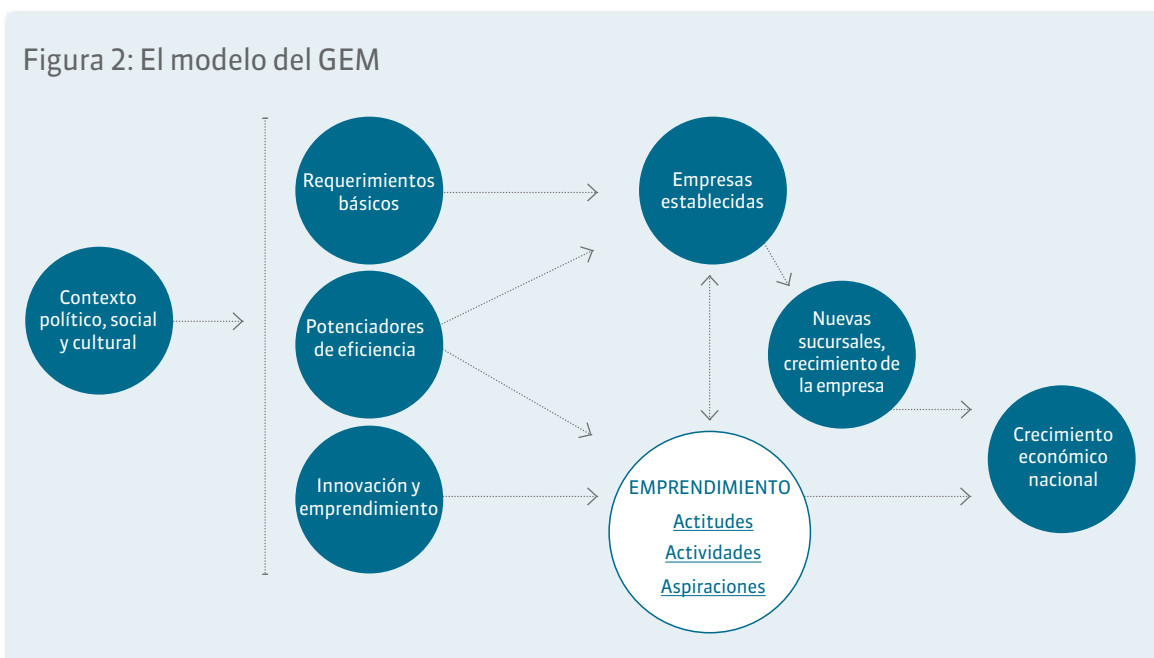 Figura 2: El modelo del GEM
Contexto
político, social
y cultural
Requerimientos
básicos
Potenciadores
de eficiencia
Innovación y
emprendimiento
Empresas
establecidas
Nuevas
sucursales,
crecimiento de
la empresa
EMPRENDIMIENTO
Actitudes
Actividades
Aspiraciones
Crecimiento
económico
nacional